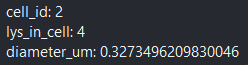 cell_id: 2
lys_in_cell: 4
diameter_um: 0.3273496209830046